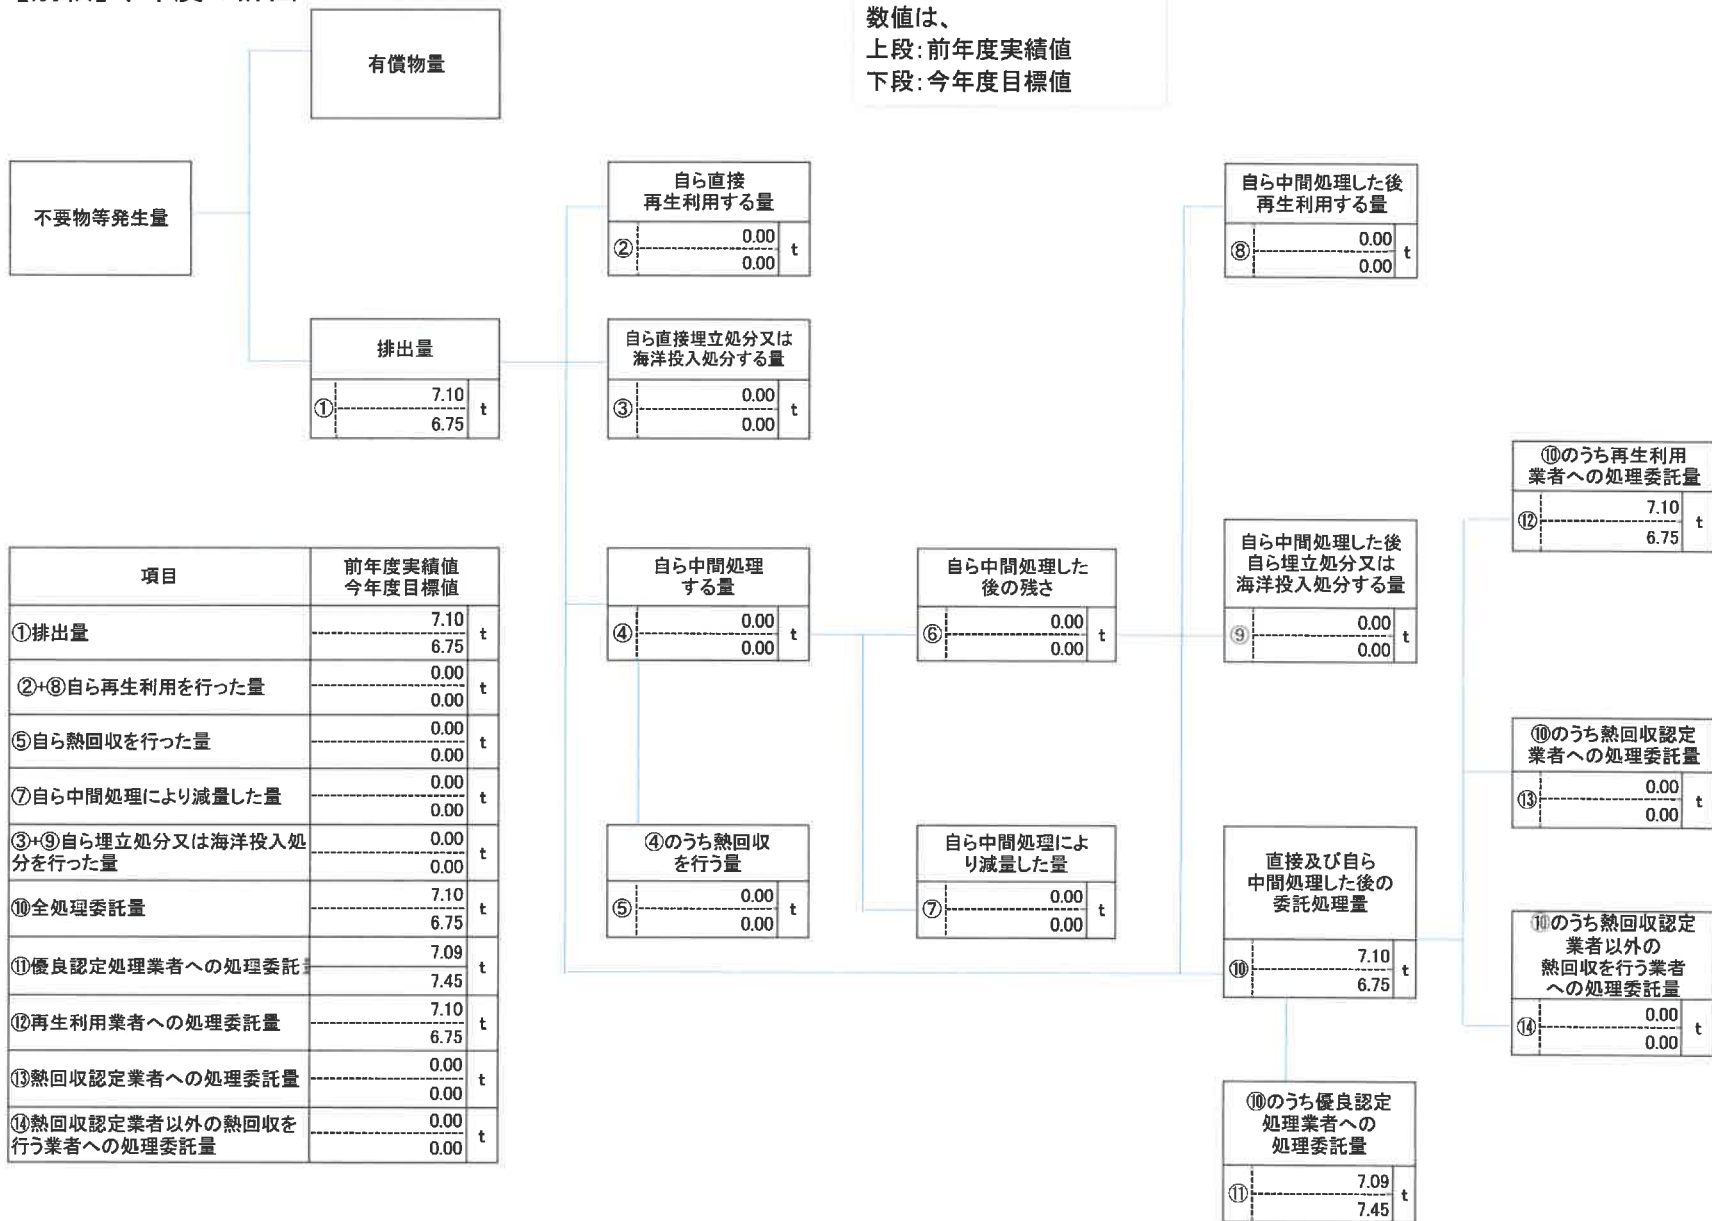 数値は、
上段:前年度実績値
下段:今年度目標値
有償物量
不要物等発生量
排出量
① 7.10 t
6.75
自ら直接
再生利用する量
② 0.00 t
0.00
自ら直接埋立処分又は
海洋投入処分する量
③ 0.00 t
0.00
自ら中間処理
する量
④ 0.00 t
0.00
④のうち熱回収
を行う量
⑤ 0.00 t
0.00
自ら中間処理した
後の残さ
⑥ 0.00 t
0.00
自ら中間処理によ
り減量した量
⑦ 0.00 t
0.00
自ら中間処理した後
再生利用する量
⑧ 0.00 t
0.00
自ら中間処理した後
自ら埋立処分又は
海洋投入処分する量
⑨ 0.00 t
0.00
直接及び自ら
中間処理した後の
委託処理量
⑩ 7.10 t
6.75
⑩のうち優良認定
処理業者への
処理委託量
⑪ 7.09 t
7.45
⑩のうち再生利用
業者への処理委託量
⑫ 7.10 t
6.75
⑩のうち熱回収認定
業者への処理委託量
⑬ 0.00 t
0.00
⑩のうち熱回収認定
業者以外の
熱回収を行う業者
への処理委託量
⑭ 0.00 t
0.00
項目 前年度実績値
今年度目標値
①排出量 7.10 t
6.75
②+⑧自ら再生利用を行った量 0.00 t
0.00
⑤自ら熱回収を行った量 0.00 t
0.00
⑦自ら中間処理により減量した量 0.00 t
0.00
③+⑨自ら埋立処分又は海洋投入処 0.00 t
分を行った量 0.00
⑩全処理委託量 7.10 t
6.75
⑪優良認定処理業者への処理委託 7.09 t
7.45
⑫再生利用業者への処理委託量 7.10 t
6.75
⑬熱回収認定業者への処理委託量 0.00 t
0.00
⑭熱回収認定業者以外の熱回収を 0.00 t
行う業者への処理委託量 0.00